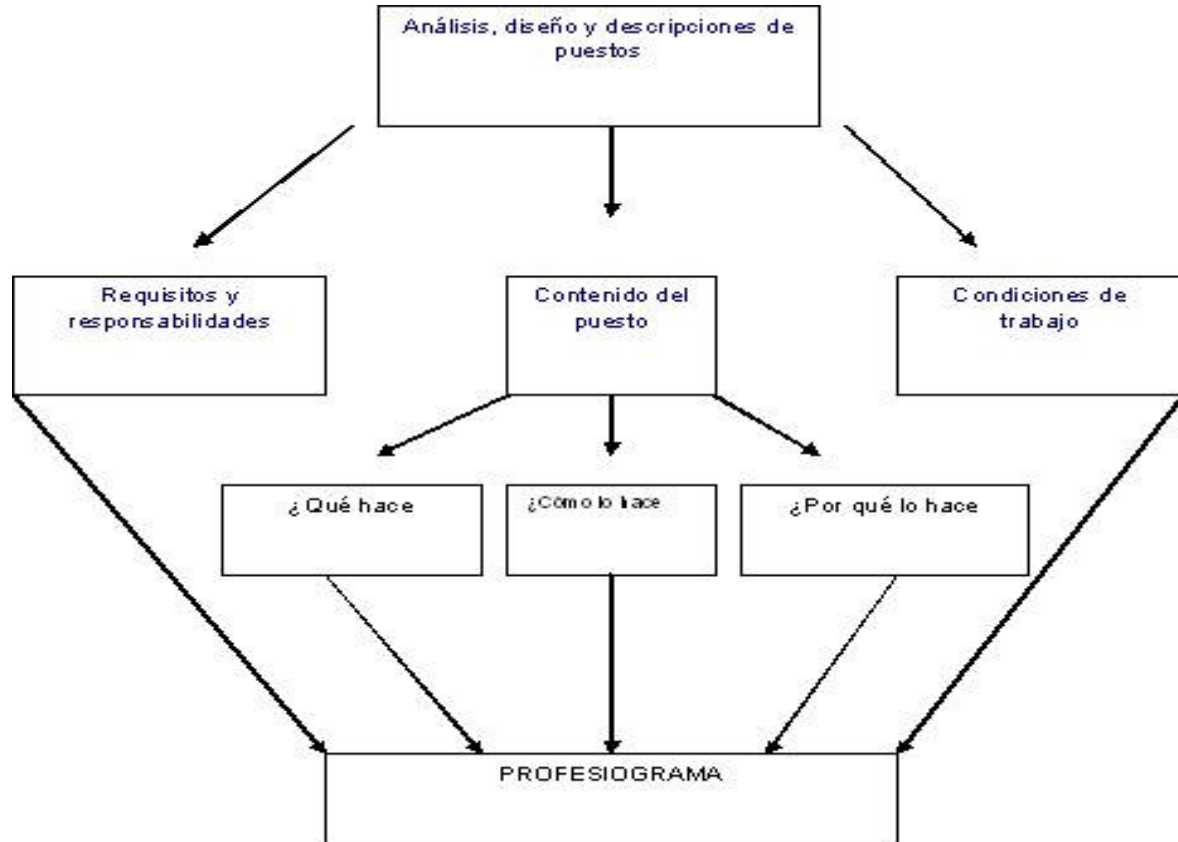 Análisis, diseño y descripciones de
puestos
Requisitos y
responsabilidades
Contenido del
puesto
Condiciones de
trabajo
¿Qué hace
¿Cómo lo hace
¿Por qué lo hace
PROFESIOGRAMA